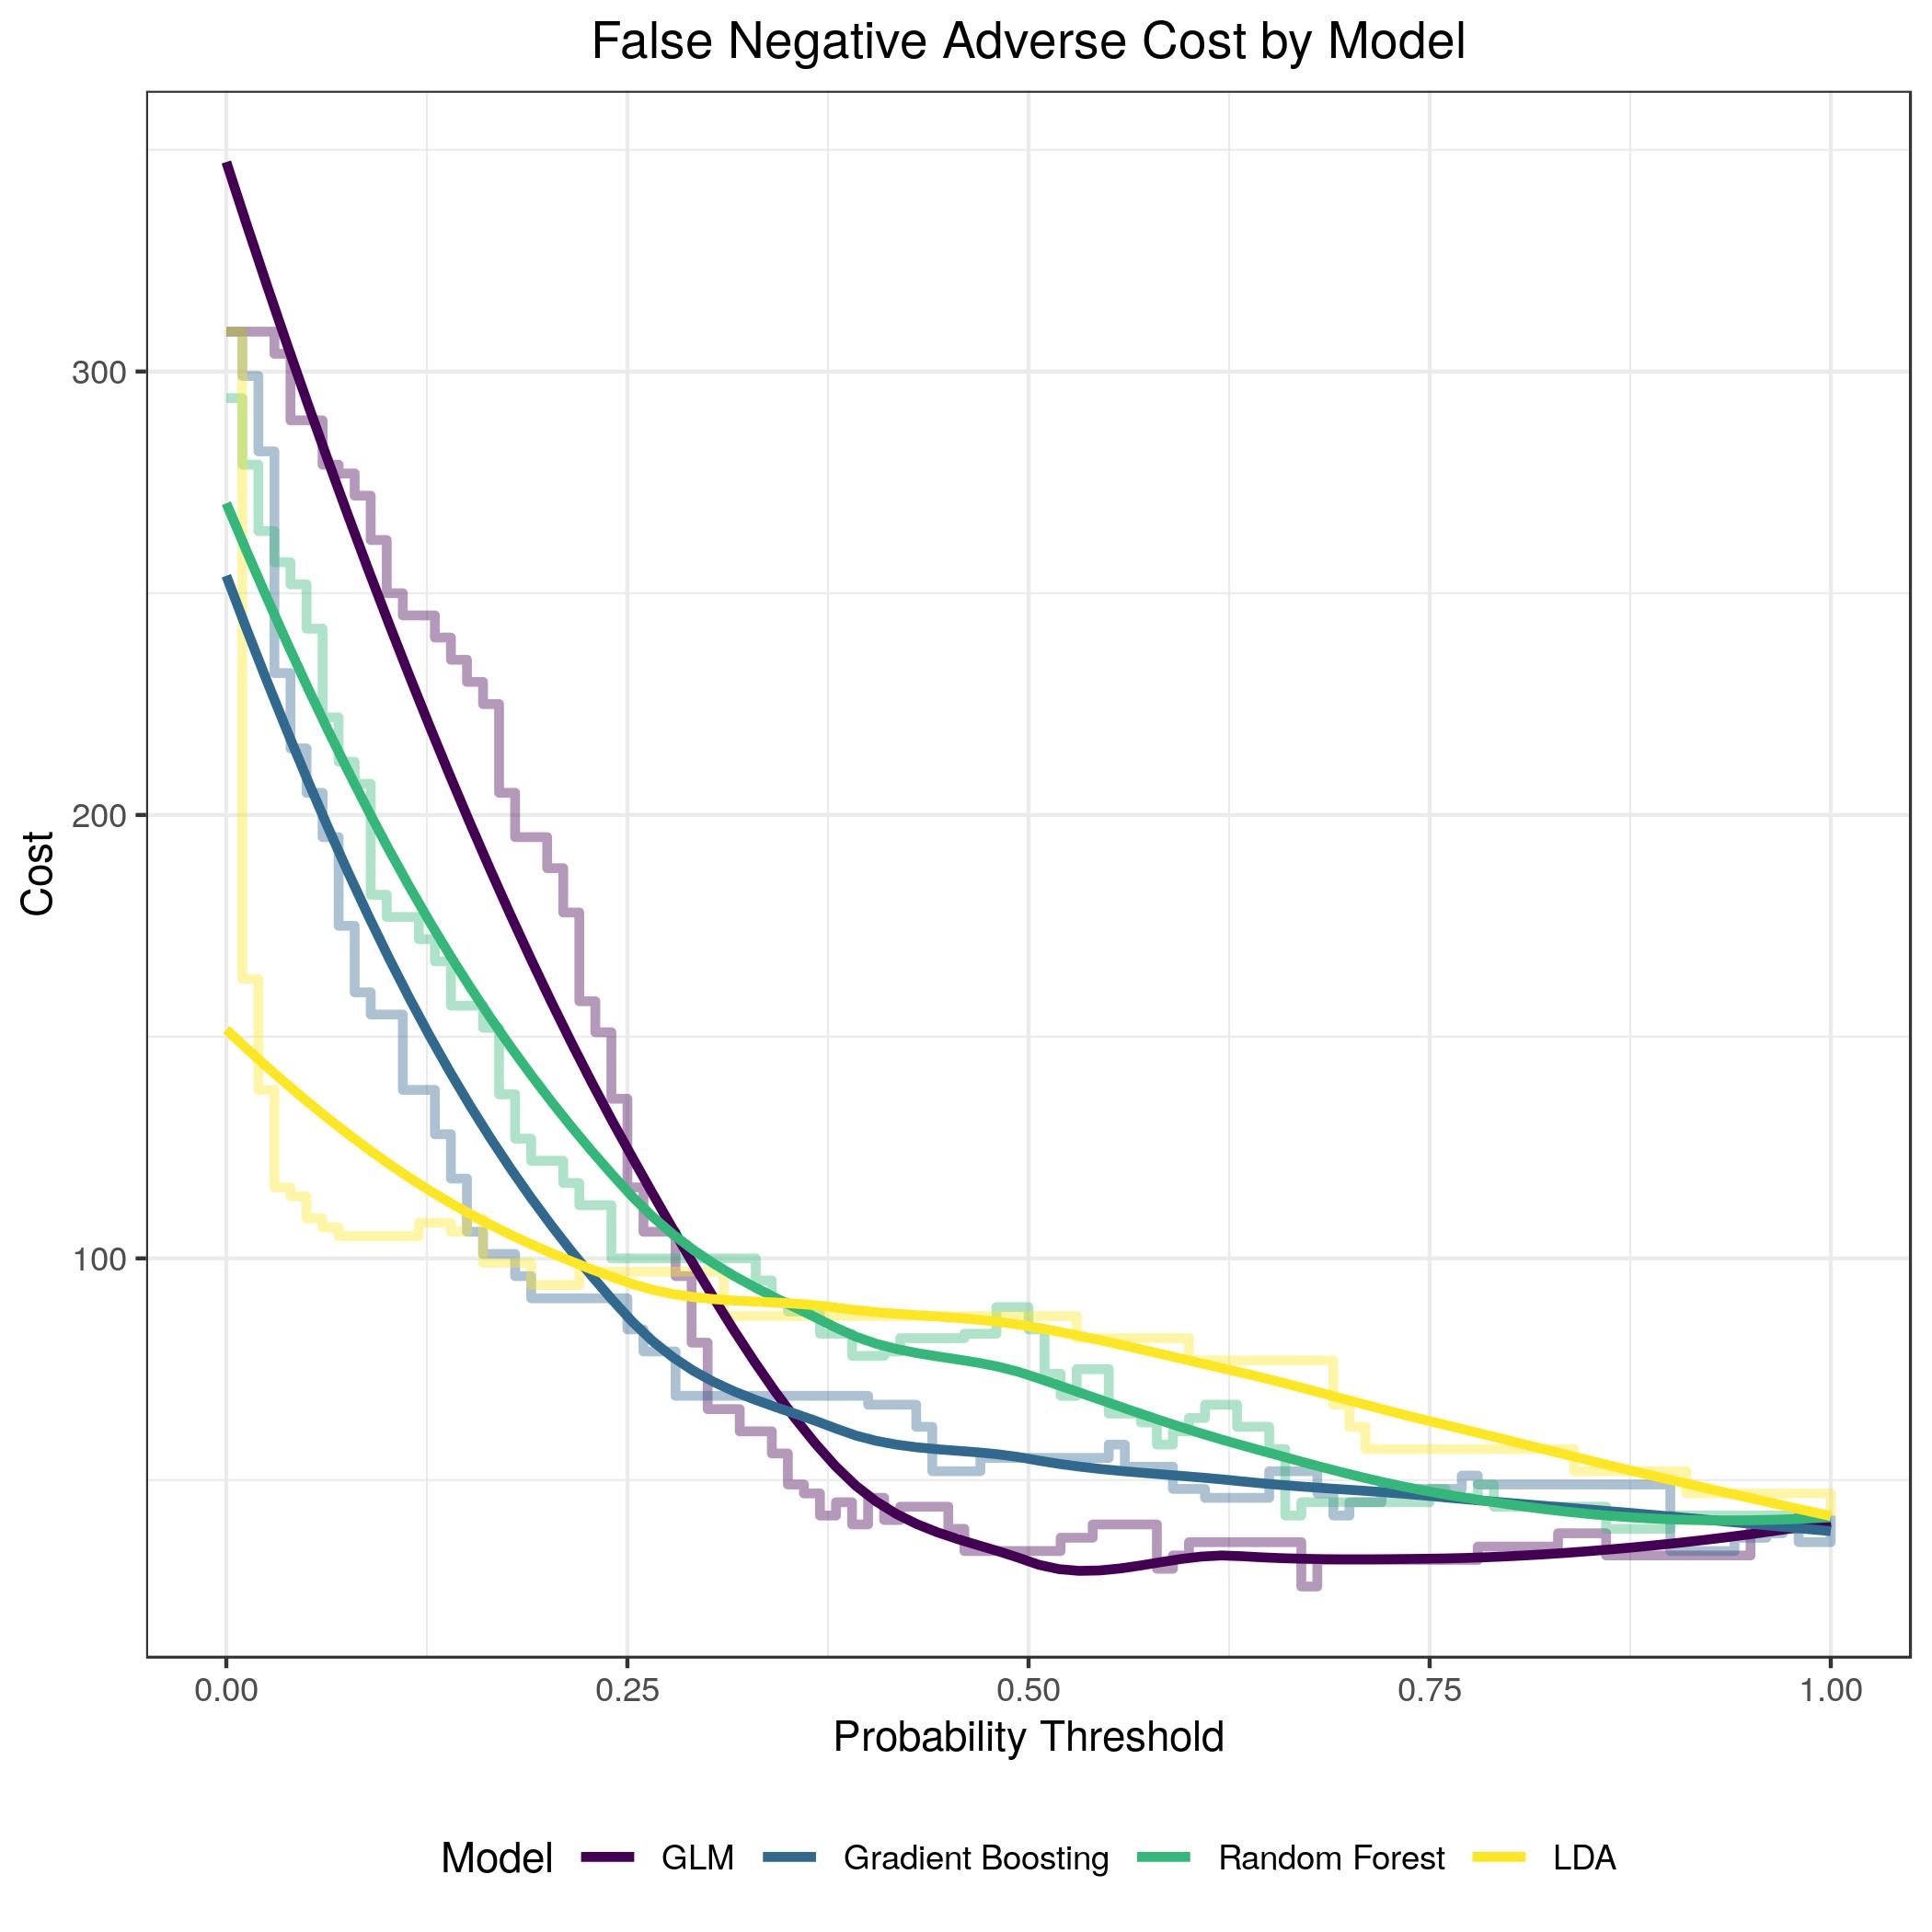 False Negative Adverse Cost by Model
300
200
100
Cost
0.00 0.25 0.50 0.75 1.00
Probability Threshold
Model GLM Gradient Boosting Random Forest LDA